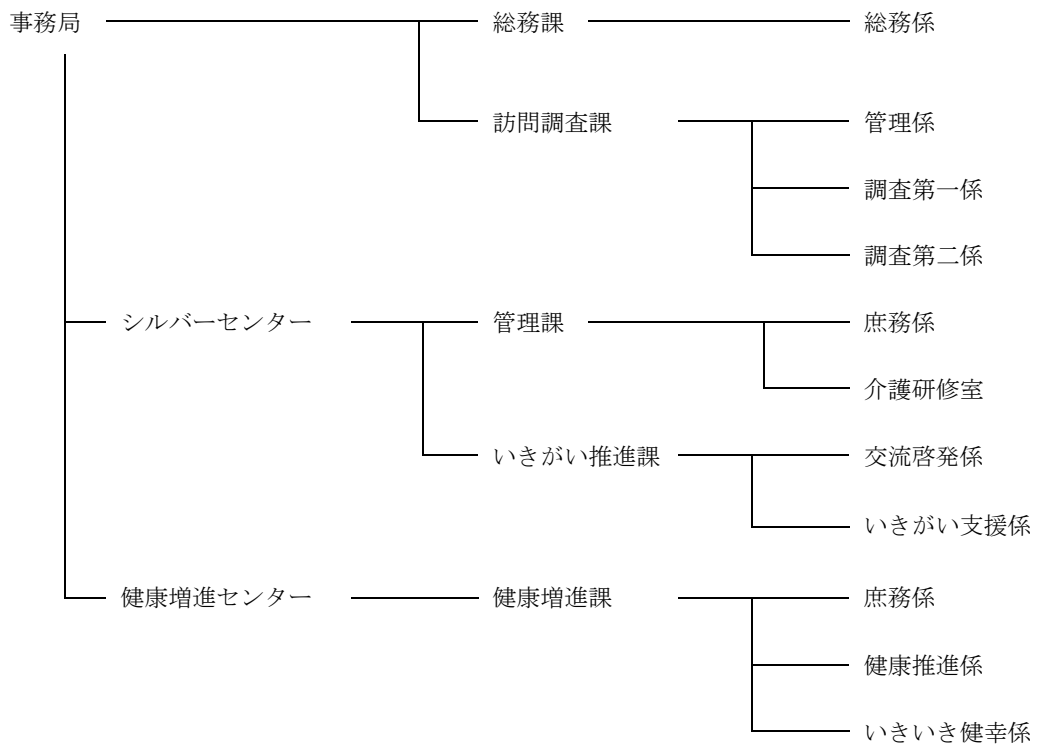 事務局 総務課 総務係
訪問調査課 管理係
調査第一係
調査第二係
シルバーセンター 管理課 庶務係
介護研修室
いきがい推進課 交流啓発係
いきがい支援係
健康増進センター 健康増進課 庶務係
健康推進係
いきいき健幸係